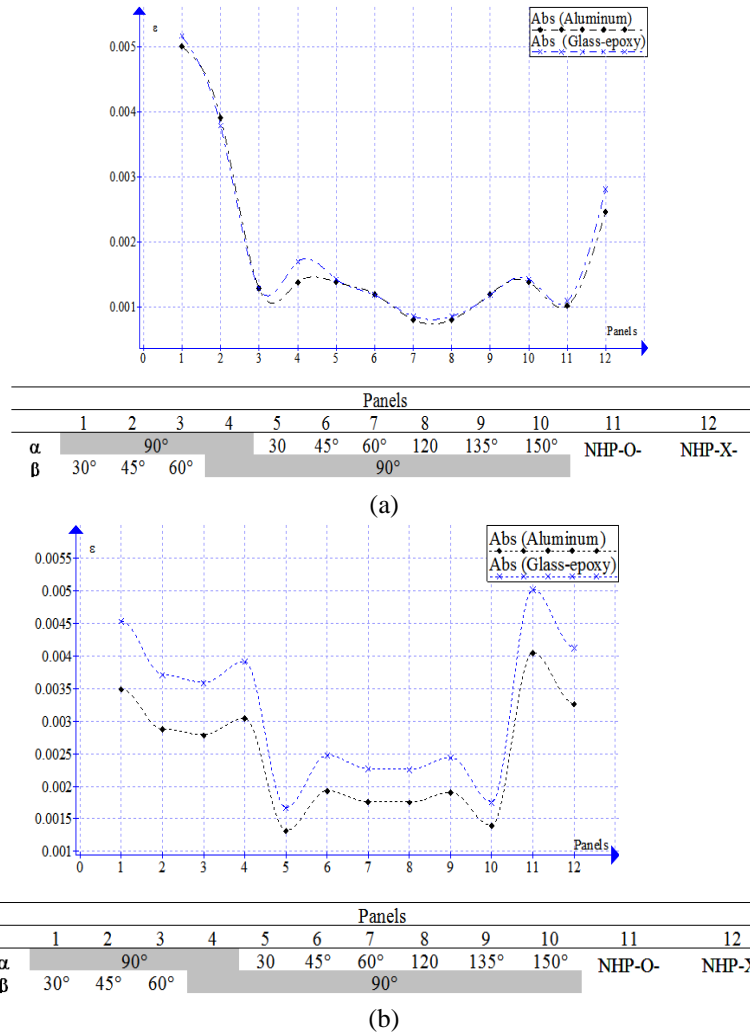 ε
Abs (Aluminum)
Abs (Glass-epoxy)
0.005
0.004
0.003
0.002
0.001
Panels
0 1 2 3 4 5 6 7 8 9 10 11 12
Panels
1 2 3 4 5 6 7 8 9 10 11 12
α 90° 30 45° 60° 120 135° 150° NHP-O- NHP-X-
β 30° 45° 60° 90°
(a)
ε
Abs (Aluminum)
Abs (Glass-epoxy)
0.0055
0.005
0.0045
0.004
0.0035
0.003
0.0025
0.002
0.0015
0.001
Panels
0 1 2 3 4 5 6 7 8 9 10 11 12
Panels
1 2 3 4 5 6 7 8 9 10 11 12
α 90° 30 45° 60° 120 135° 150° NHP-O- NHP-X
β 30° 45° 60° 90°
(b)